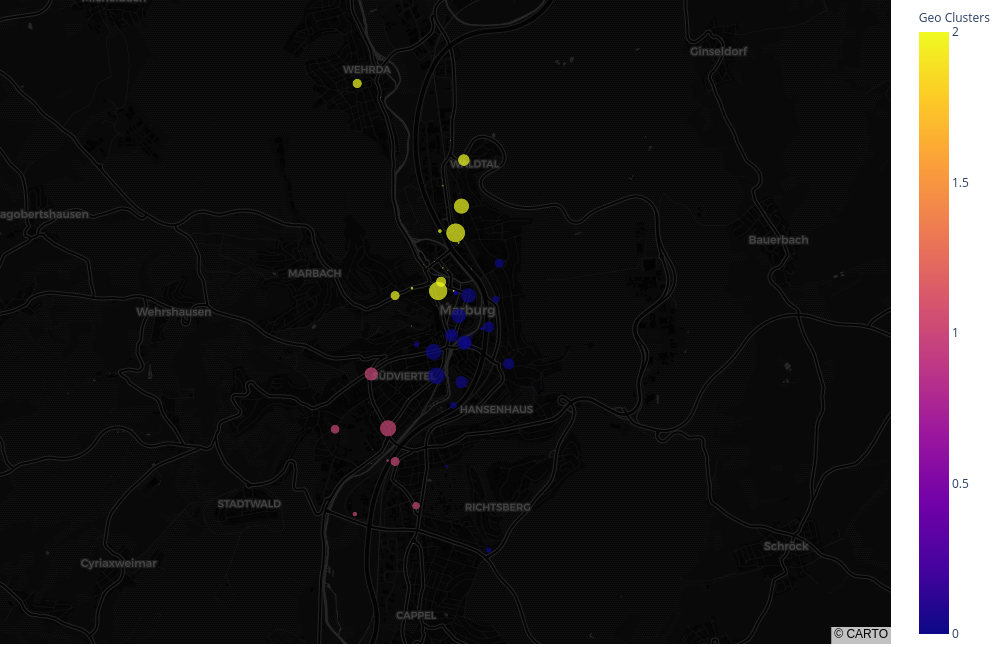 Geo Clusters
2
Ginseldorf
WEHRDA
WALDTAL
1.5
agobertshausen
Bauerbach
MARBACH
Wehrshausen
Marburg
1
SÜDVIERTEL
HANSENHAUS
0.5
STADTWALD
RICHTSBERG
Schröck
Cyriaxweimar
CAPPEL
0
© CARTO